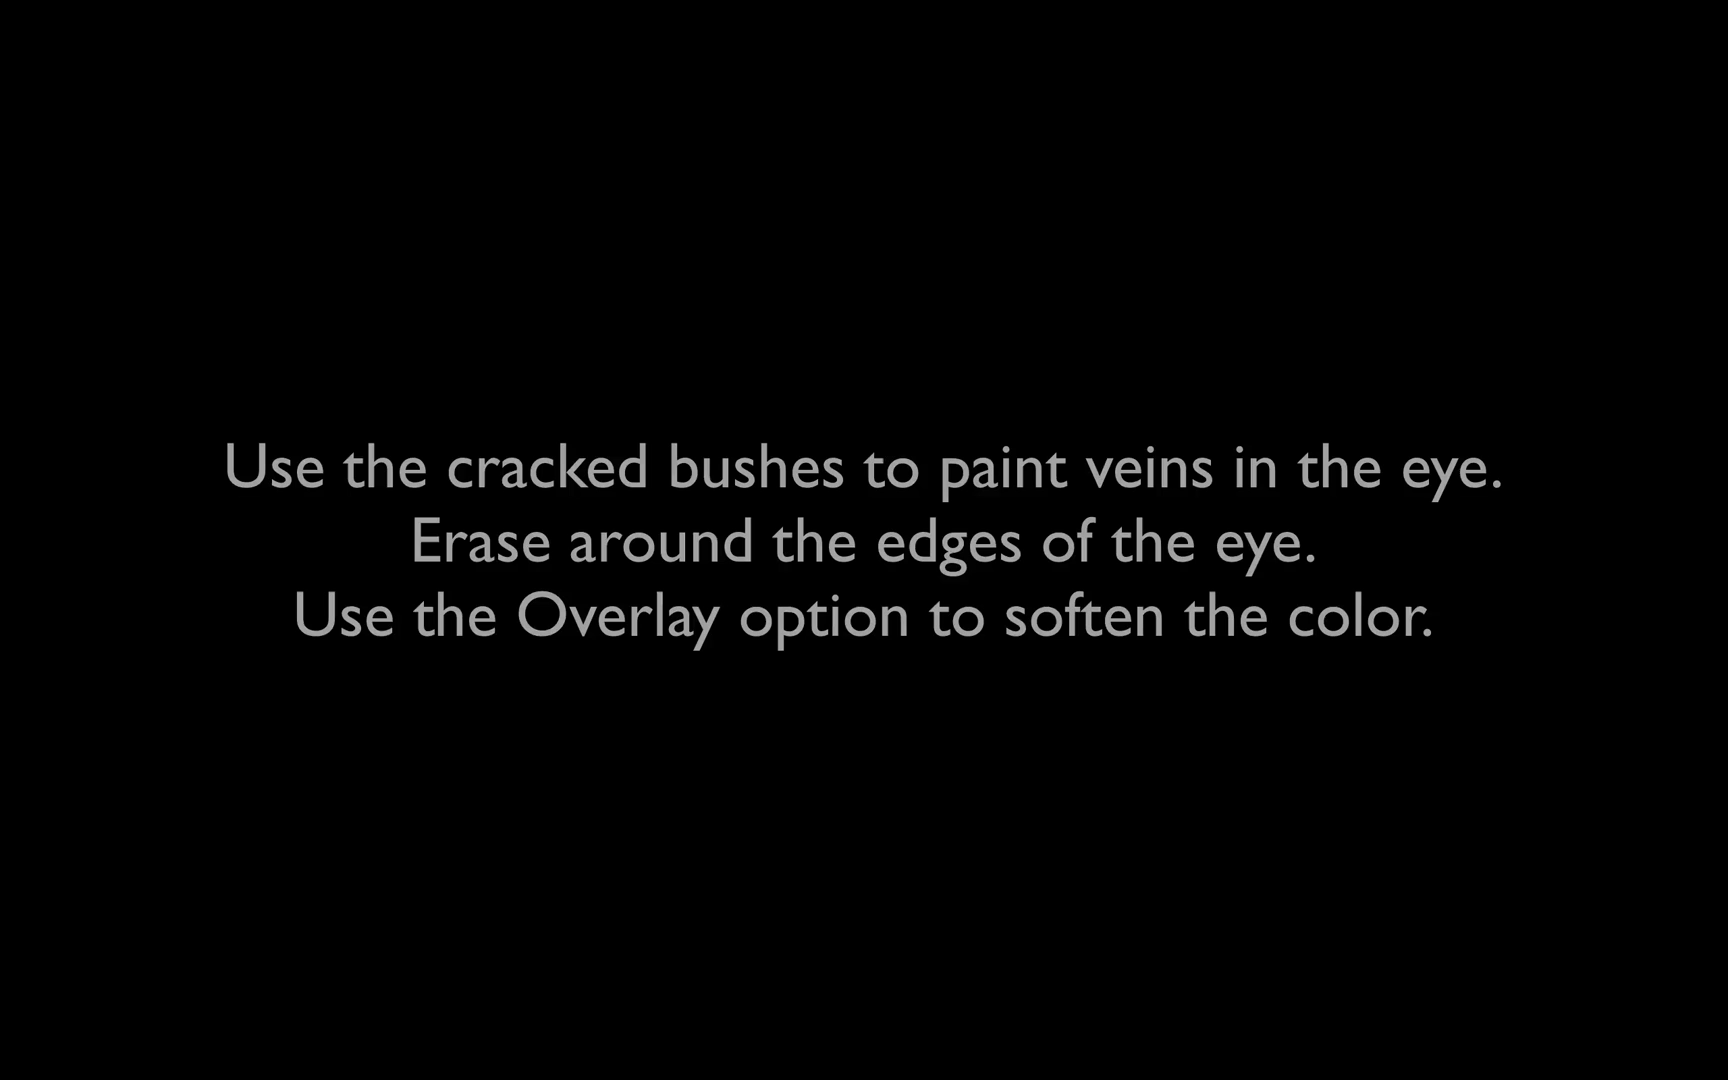 Use the cracked bushes to paint veins in the eye.
Erase around the edges of the eye.
Use the Overlay option to soften the color.